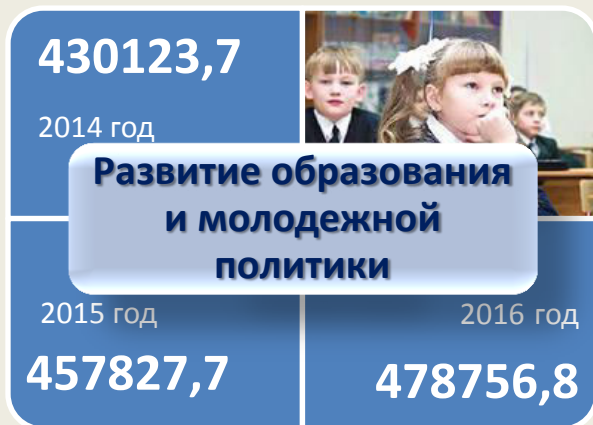 430123,7
2014 год
Развитие образования
и молодежной
политики
2015 год
457827,7
2016 год
478756,8